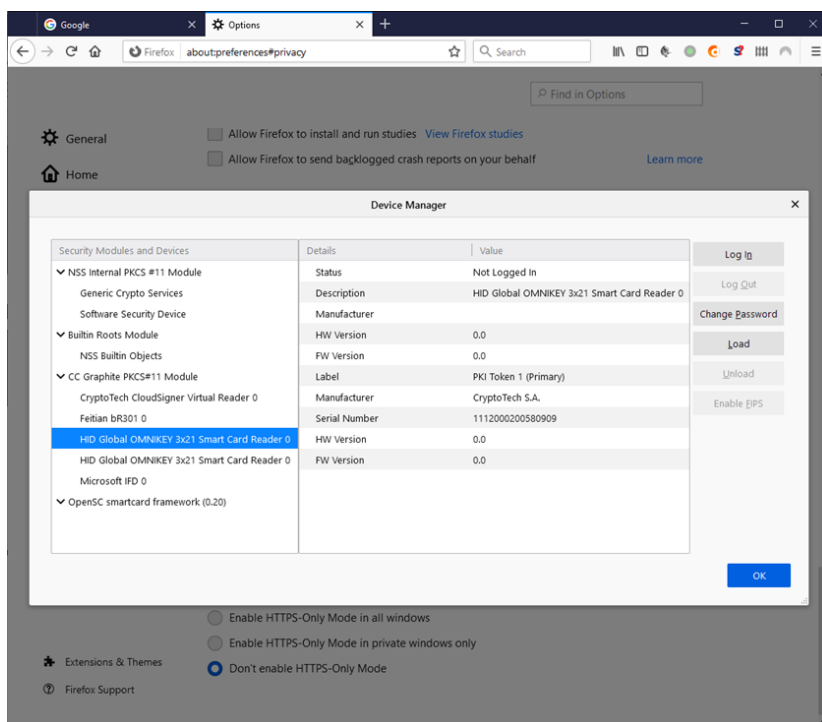 Google
Options
Firefox about:preferences#privacy
Search
Find in Options
General
Allow Firefox to install and run studies View Firefox studies
Allow Firefox to send backlogged crash reports on your behalf Learn more
Home
Device Manager
Security Modules and Devices
Details Value
NSS Internal PKCS #11 Module
Generic Crypto Services
Software Security Device
Builtin Roots Module
NSS Builtin Objects
CC Graphite PKCS#11 Module
CryptoTech CloudSigner Virtual Reader 0
Feitian bR301 0
HID Global OMNIKEY 3x21 Smart Card Reader 0
HID Global OMNIKEY 3x21 Smart Card Reader 0
Microsoft IFD 0
OpenSC smartcard framework (0.20)
Status Not Logged In
Description HID Global OMNIKEY 3x21 Smart Card Reader 0
Manufacturer
HW Version 0.0
FW Version 0.0
Label PKI Token 1 (Primary)
Manufacturer CryptoTech S.A.
Serial Number 1112000200580909
HW Version 0.0
FW Version 0.0
Log In
Log Out
Change Password
Load
Unload
Enable FIPS
OK
Enable HTTPS-Only Mode in all windows
Enable HTTPS-Only Mode in private windows only
Don't enable HTTPS-Only Mode
Extensions & Themes
Firefox Support